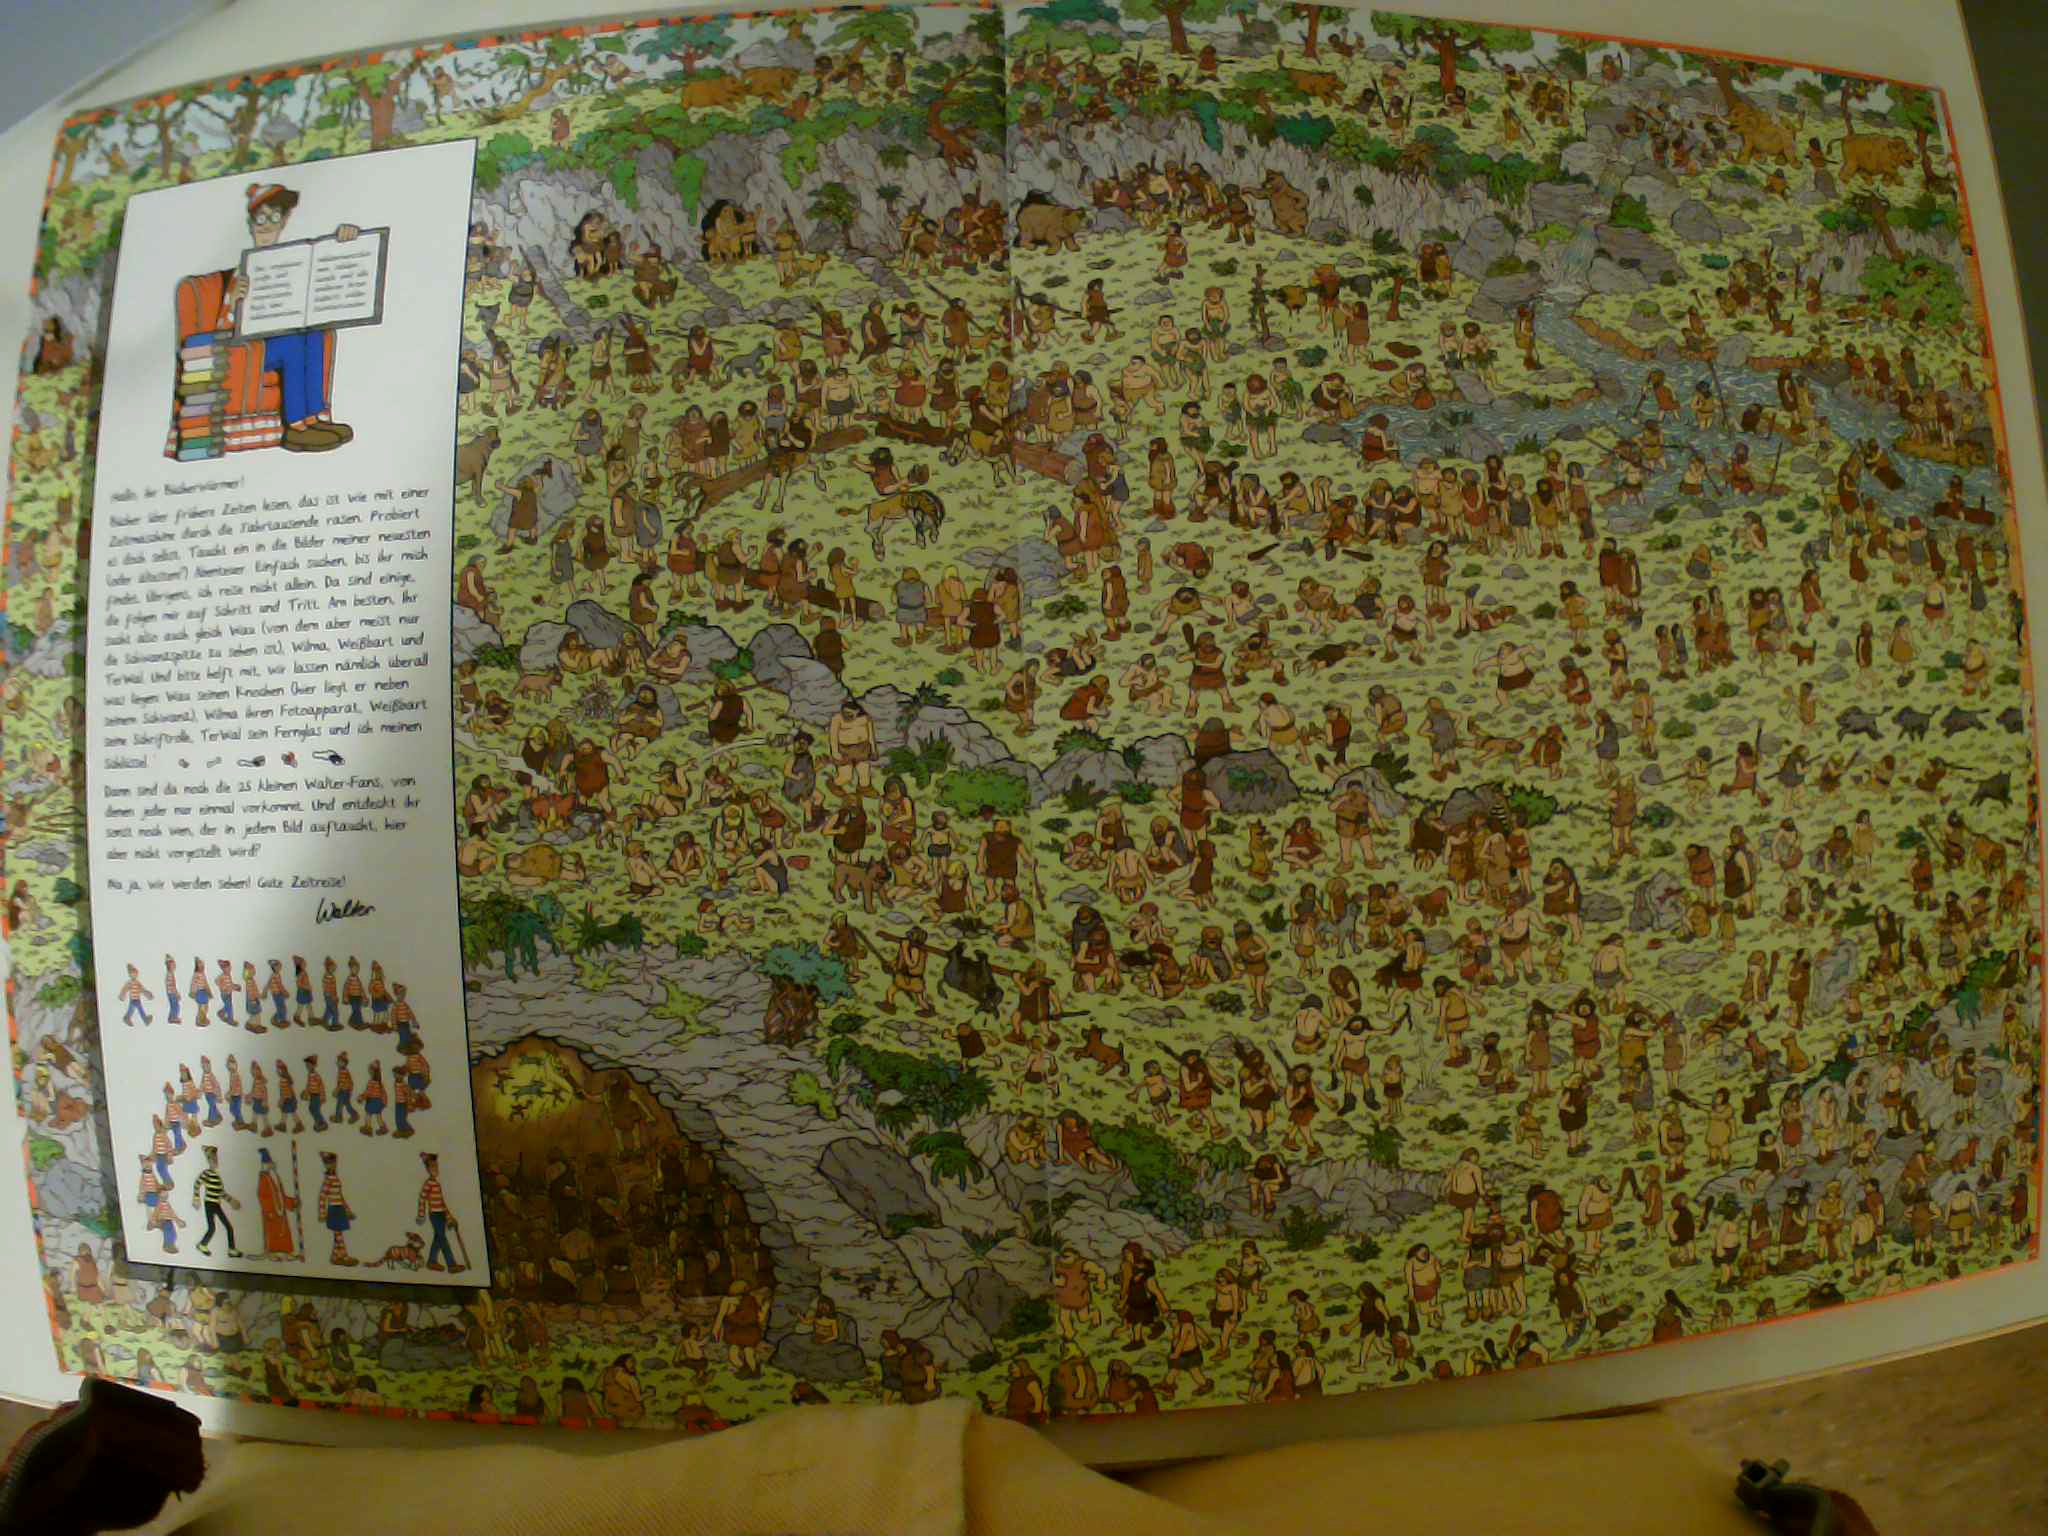 Hallo, ihr Bücherwürmer!
Bücher über frühere Zeiten lesen, das ist wie mit einer
Zeitmaschine durch die Jahrtausende rasen. Probiert
es doch selbst. Taucht ein in die Bilder meiner neuesten
(oder ältesten?) Abenteuer. Einfach suchen, bis ihr mich
findet. Übrigens, ich reise nicht allein. Da sind einige,
die folgen mir auf Schritt und Tritt. Am besten, ihr
sucht also auch gleich Wau (von dem aber meist nur
die Schwanzspitze zu sehen ist), Wilma, Weißbart und
TerWal. Und bitte helft mit, wir lassen nämlich überall
was liegen: Wau seinen Knochen (hier liegt er neben
seinem Schwanz), Wilma ihren Fotoapparat, Weißbart
seine Schriftrolle, TerWal sein Fernglas und ich meinen
Schlüssel.
Dann sind da noch die 25 kleinen Walter-Fans, von
denen jeder nur einmal vorkommt. Und entdeckt ihr
sonst noch wen, der in jedem Bild auftaucht, hier
aber nicht vorgestellt wird?
Na ja, wir werden sehen! Gute Zeitreise!
Walter